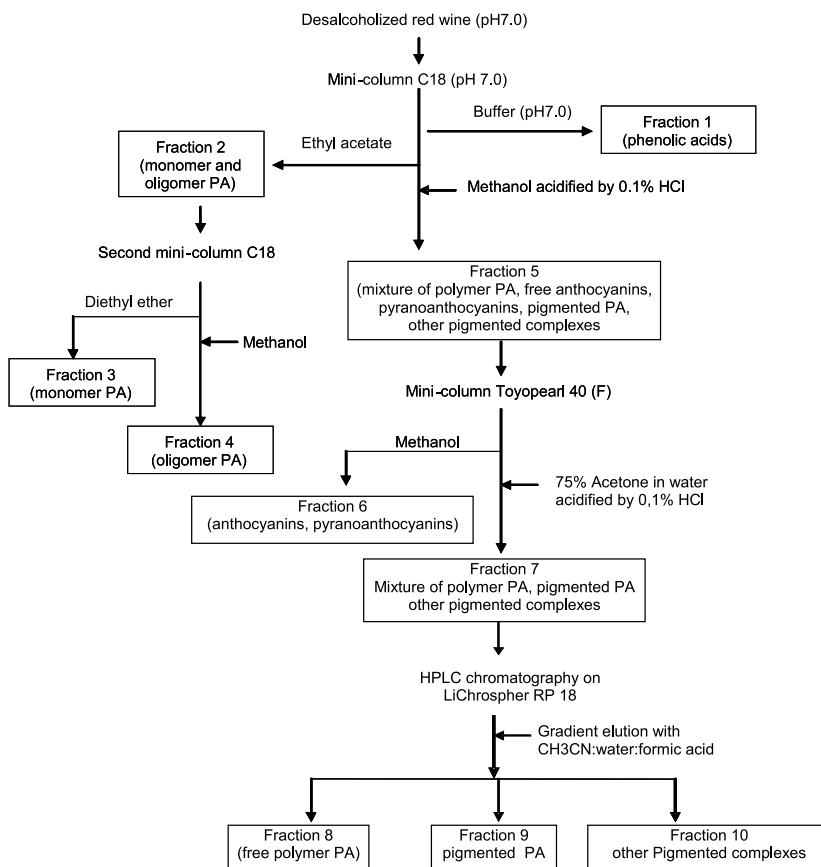 Desalcoholized red wine (pH7.0)
Mini-column C18 (pH 7.0)
Buffer (pH7.0)
Fraction 1
(phenolic acids)
Ethyl acetate
Fraction 2
(monomer and
oligomer PA)
Methanol acidified by 0.1% HCl
Second mini-column C18
Fraction 5
(mixture of polymer PA, free anthocyanins,
pyranoanthocyanins, pigmented PA,
other pigmented complexes
Diethyl ether
Methanol
Fraction 3
(monomer PA)
Mini-column Toyopearl 40 (F)
Fraction 4
(oligomer PA)
Methanol
75% Acetone in water
acidified by 0,1% HCl
Fraction 6
(anthocyanins, pyranoanthocyanins)
Fraction 7
Mixture of polymer PA, pigmented PA
other pigmented complexes
HPLC chromatography on
LiChrospher RP 18
Gradient elution with
CH3CN:water:formic acid
Fraction 8
(free polymer PA)
Fraction 9
pigmented PA
Fraction 10
other Pigmented complexes